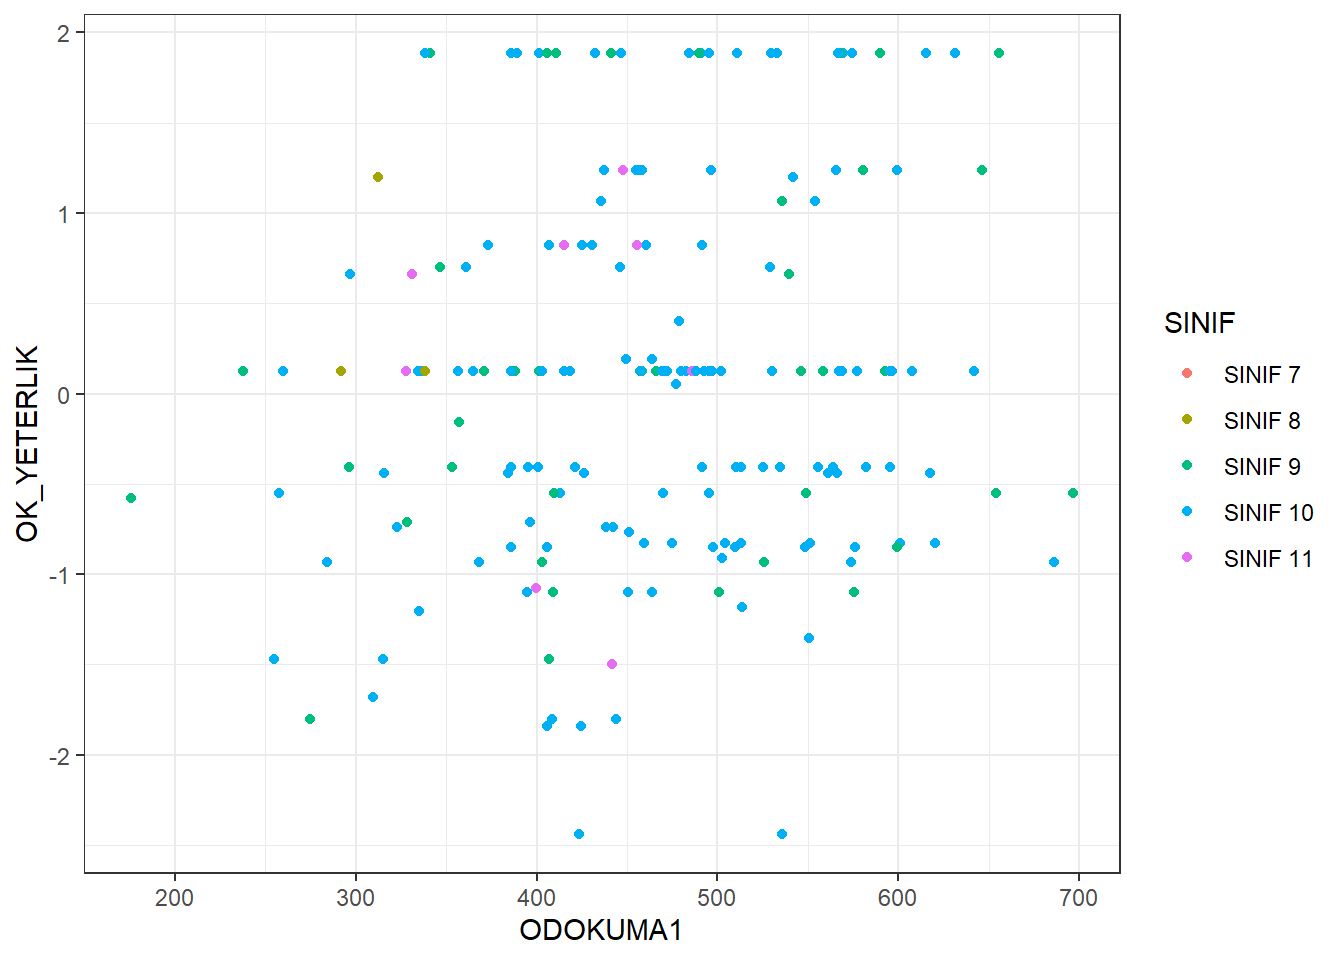 2
1
0
-1
-2
OK_YETERLIK
200 300 400 500 600 700
ODOKUMA1
SINIF
SINIF 7
SINIF 8
SINIF 9
SINIF 10
SINIF 11